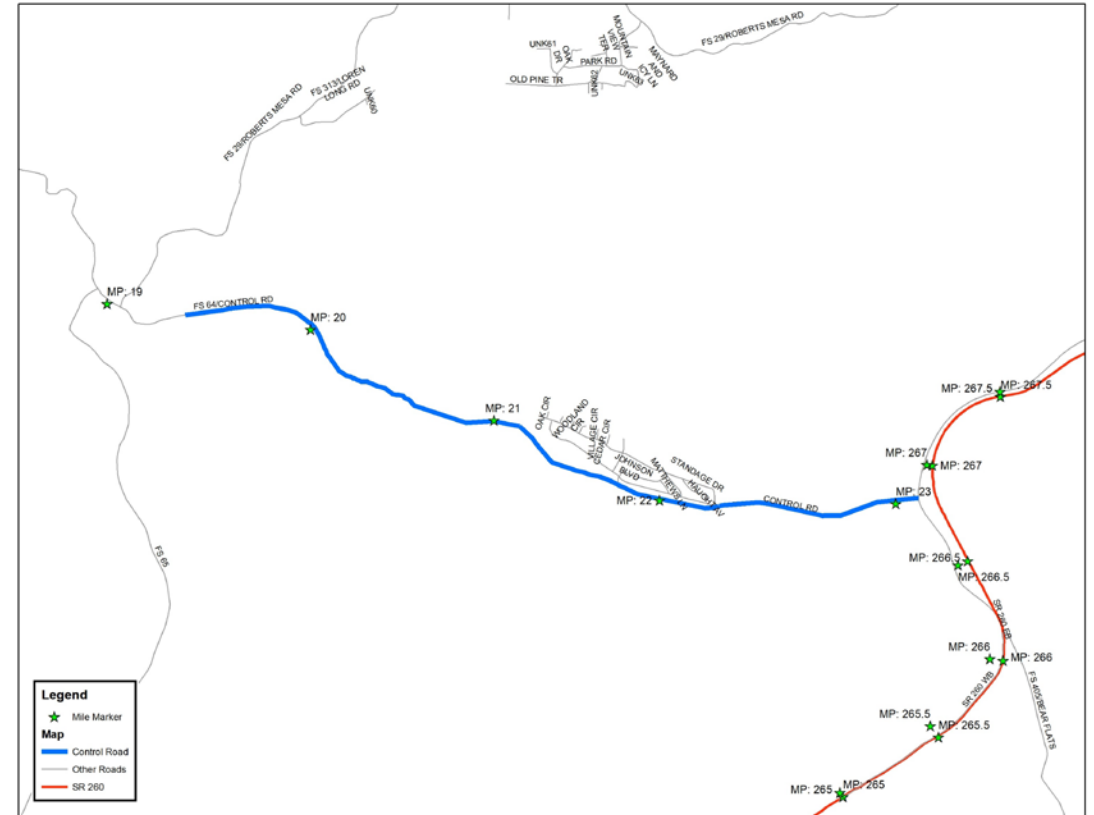 FS 29/ROBERTS MESA RD
MOUNTAIN
VIEW
TER
UNK61
OAK
DR
PARK RD
MAYNARD
AND
ICY LN
OLD PINE TR
UNK62
UNK63
FS 313/LOREN
LONG RD
UNK60
FS 29/ROBERTS MESA RD
MP: 19
FS 64/CONTROL RD
MP: 20
MP: 21
OAK CIR
WOODLAND
CIR
VILLAGE CIR
CEDAR CIR
JOHNSON
BLVD
STANDAGE DR
MATTHEWS LN
HAUGHT AV
MP: 22
CONTROL RD
MP: 23
MP: 267.5
MP: 267.5
MP: 267
MP: 267
MP: 266.5
MP: 266.5
SR 260 EB
MP: 266
MP: 266
SR 260 WB
FS 405/BEAR FLATS
MP: 265.5
MP: 265.5
MP: 265
MP: 265
FS 65
Legend
Mile Marker
Map
Control Road
Other Roads
SR 260